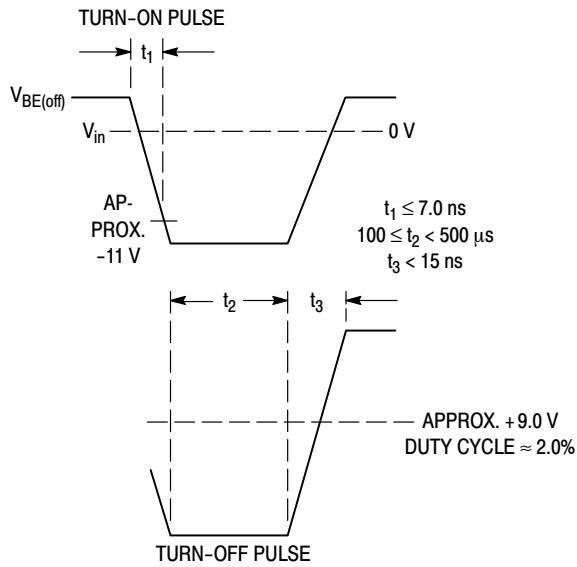 TURN-ON PULSE
t1
VBE(off)
Vin
0 V
AP-
PROX.
-11 V
t1 ≤ 7.0 ns
100 ≤ t2 < 500 μs
t3 < 15 ns
t2
t3
APPROX. +9.0 V
DUTY CYCLE ≈ 2.0%
TURN-OFF PULSE